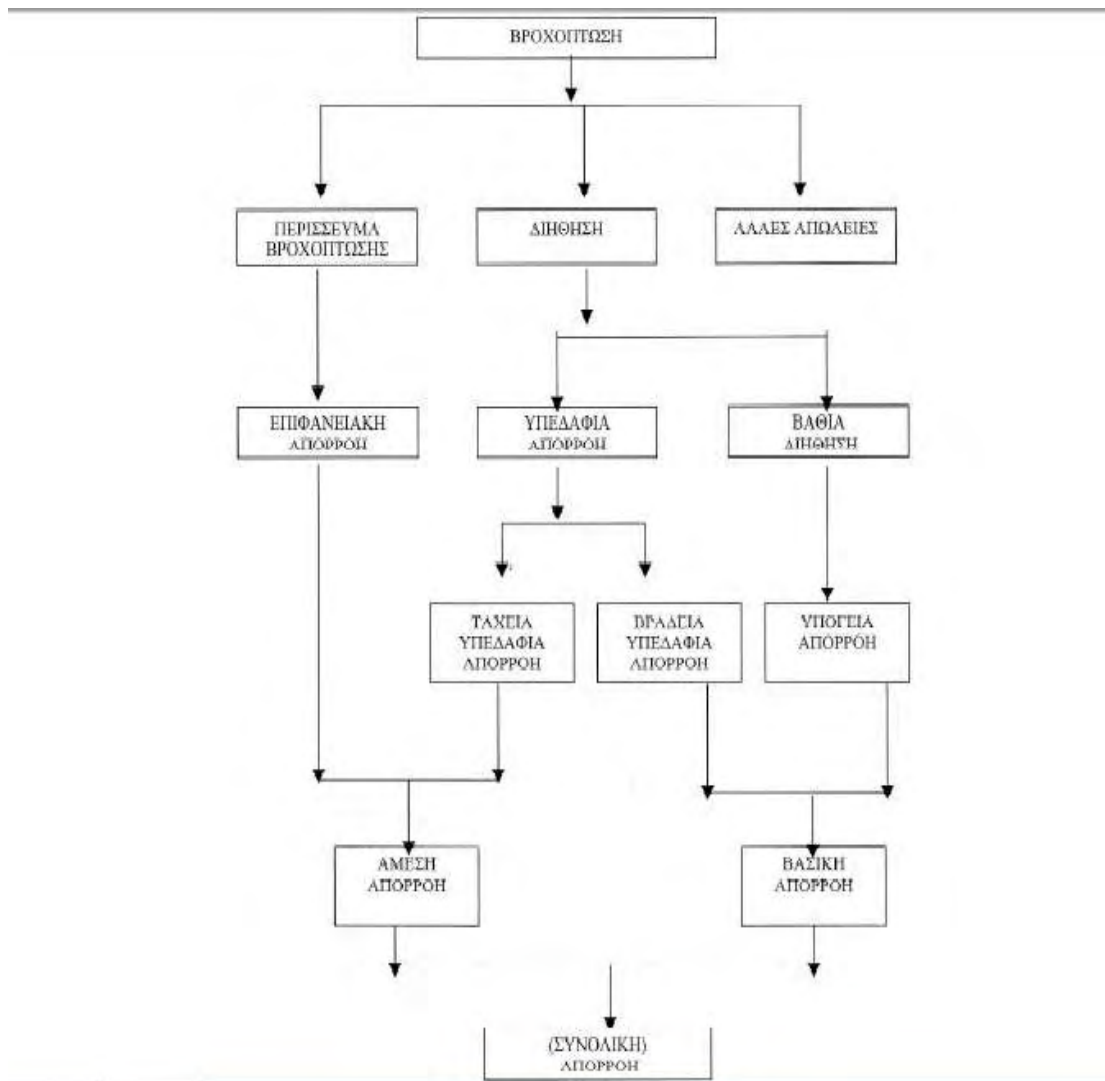 ΒΡΟΧΟΠΤΩΣΗ
ΠΕΡΙΣΣΕΥΜΑ
ΒΡΟΧΟΠΤΩΣΗΣ
ΔΙΗΘΗΣΗ
ΑΛΛΕΣ ΑΠΩΛΕΙΕΣ
ΕΠΙΦΑΝΕΙΑΚΗ
ΑΠΟΡΡΟΗ
ΥΠΕΔΑΦΙΑ
ΑΠΟΡΡΟΗ
ΒΑΘΙΑ
ΔΙΗΘΗΣΗ
ΤΑΧΕΙΑ
ΥΠΕΔΑΦΙΑ
ΑΠΟΡΡΟΗ
ΒΡΑΔΕΙΑ
ΥΠΕΔΑΦΙΑ
ΑΠΟΡΡΟΗ
ΥΠΟΓΕΙΑ
ΑΠΟΡΡΟΗ
ΑΜΕΣΗ
ΑΠΟΡΡΟΗ
ΒΑΣΙΚΗ
ΑΠΟΡΡΟΗ
(ΣΥΝΟΛΙΚΗ)
ΑΠΟΡΡΟΗ